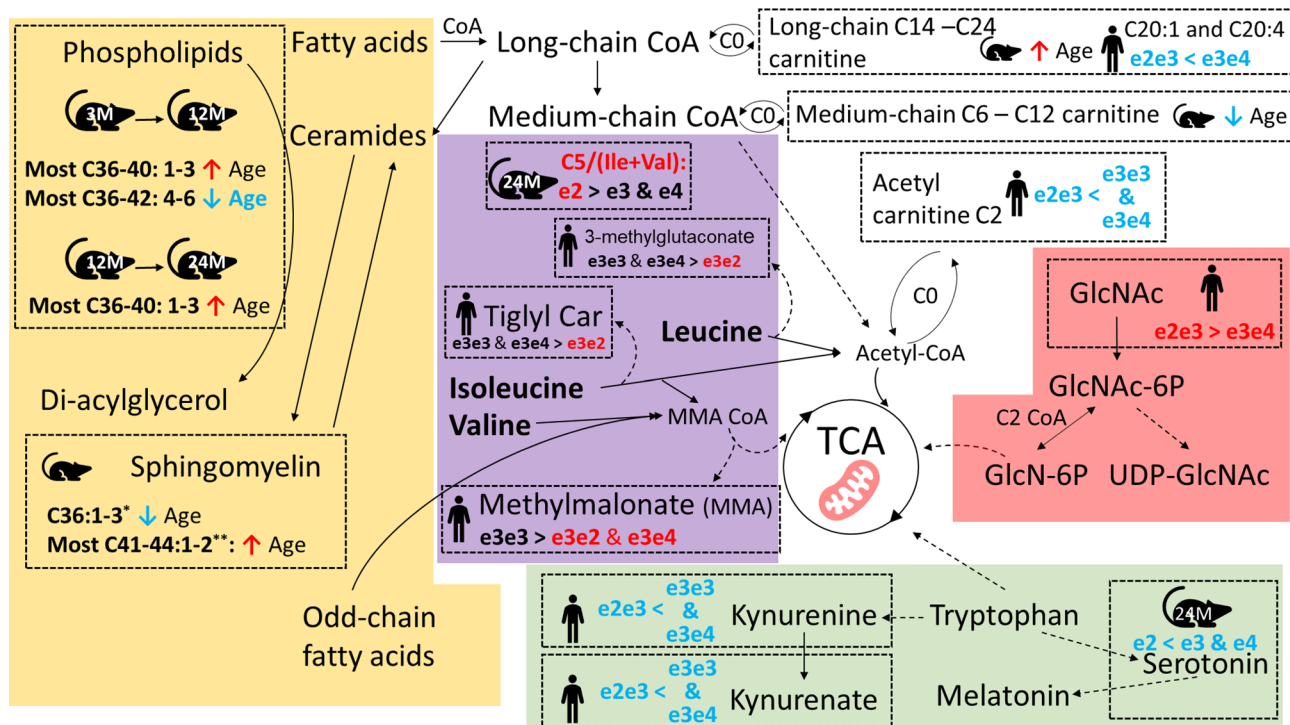 Phospholipids
3M
12M
Most C36-40: 1-3 ↑ Age
Most C36-42: 4-6 ↓ Age
12M
24M
Most C36-40: 1-3 ↑ Age
Di-acylglycerol
Sphingomyelin
C36:1-3* ↓ Age
Most C41-44:1-2**: ↑ Age
Fatty acids
Ceramides
Odd-chain
fatty acids
CoA
Long-chain CoA
C0
Long-chain C14 –C24
carnitine
↑ Age
C20:1 and C20:4
e2e3 < e3e4
Medium-chain CoA
C0
Medium-chain C6 – C12 carnitine
↓ Age
24M
C5/(Ile+Val):
e2 > e3 & e4
3-methylglutaconate
e3e3 & e3e4 > e3e2
Tiglyl Car
e3e3 & e3e4 > e3e2
Leucine
Isoleucine
Valine
MMA CoA
Methylmalonate (MMA)
e3e3 > e3e2 & e3e4
Acetyl
carnitine C2
e2e3 <
e3e3
&
e3e4
C0
Acetyl-CoA
TCA
GlcNAc
e2e3 > e3e4
GlcNAc-6P
C2 CoA
GlcN-6P
UDP-GlcNAc
e2e3 <
e3e3
&
e3e4
Kynurenine
Tryptophan
24M
e2 < e3 & e4
Serotonin
e2e3 <
e3e3
&
e3e4
Kynurenate
Melatonin